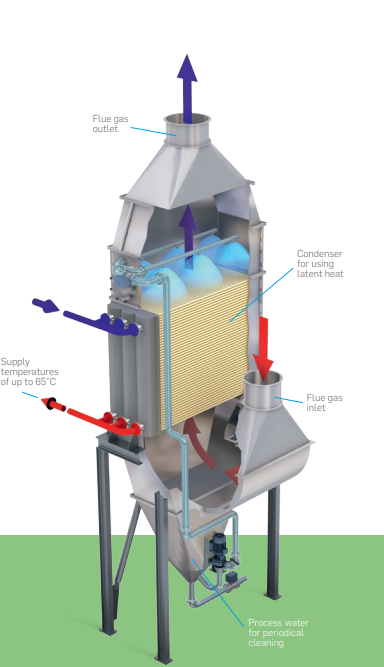 Flue gas
outlet
Condenser
for using
latent heat
Supply
temperatures
of up to 65°C
Flue gas
inlet
Process water
for periodical
cleaning